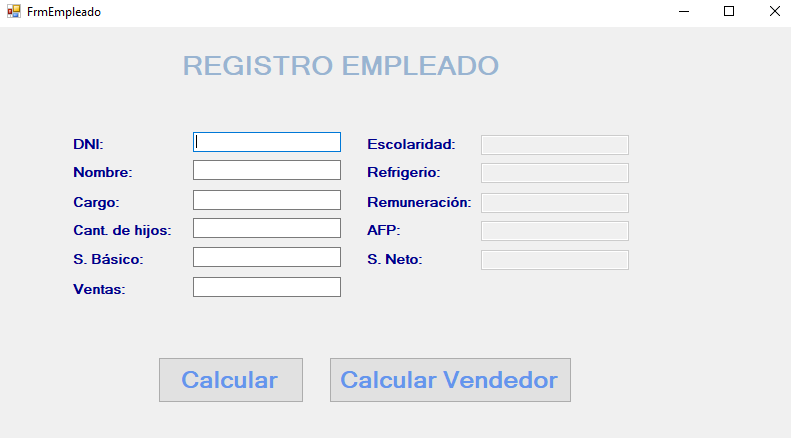 FrmEmpleado
REGISTRO EMPLEADO
DNI:
Nombre:
Cargo:
Cant. de hijos:
S. Básico:
Ventas:
Escolaridad:
Refrigerio:
Remuneración:
AFP:
S. Neto:
Calcular
Calcular Vendedor